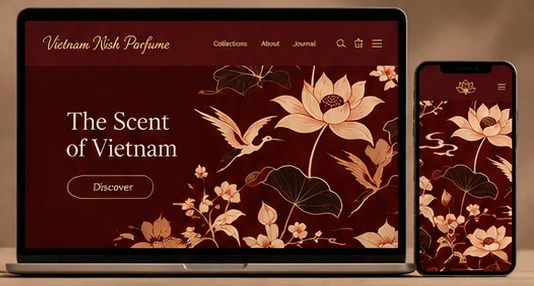 Vietnam Nish Parfume
Collections About Journal
The Scent
of Vietnam
Discover